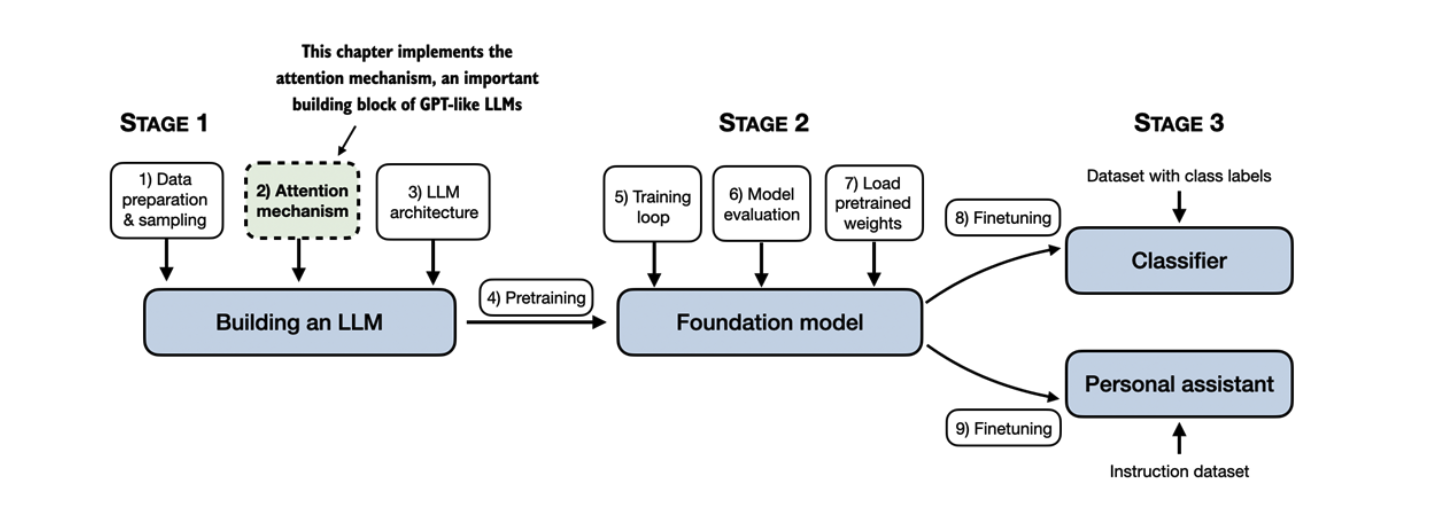 This chapter implements the
attention mechanism, an important
building block of GPT-like LLMs
STAGE 1
1) Data
preparation
& sampling
2) Attention
mechanism
3) LLM
architecture
Building an LLM
4) Pretraining
STAGE 2
5) Training
loop
6) Model
evaluation
7) Load
pretrained
weights
Foundation model
STAGE 3
8) Finetuning
Dataset with class labels
Classifier
9) Finetuning
Personal assistant
Instruction dataset